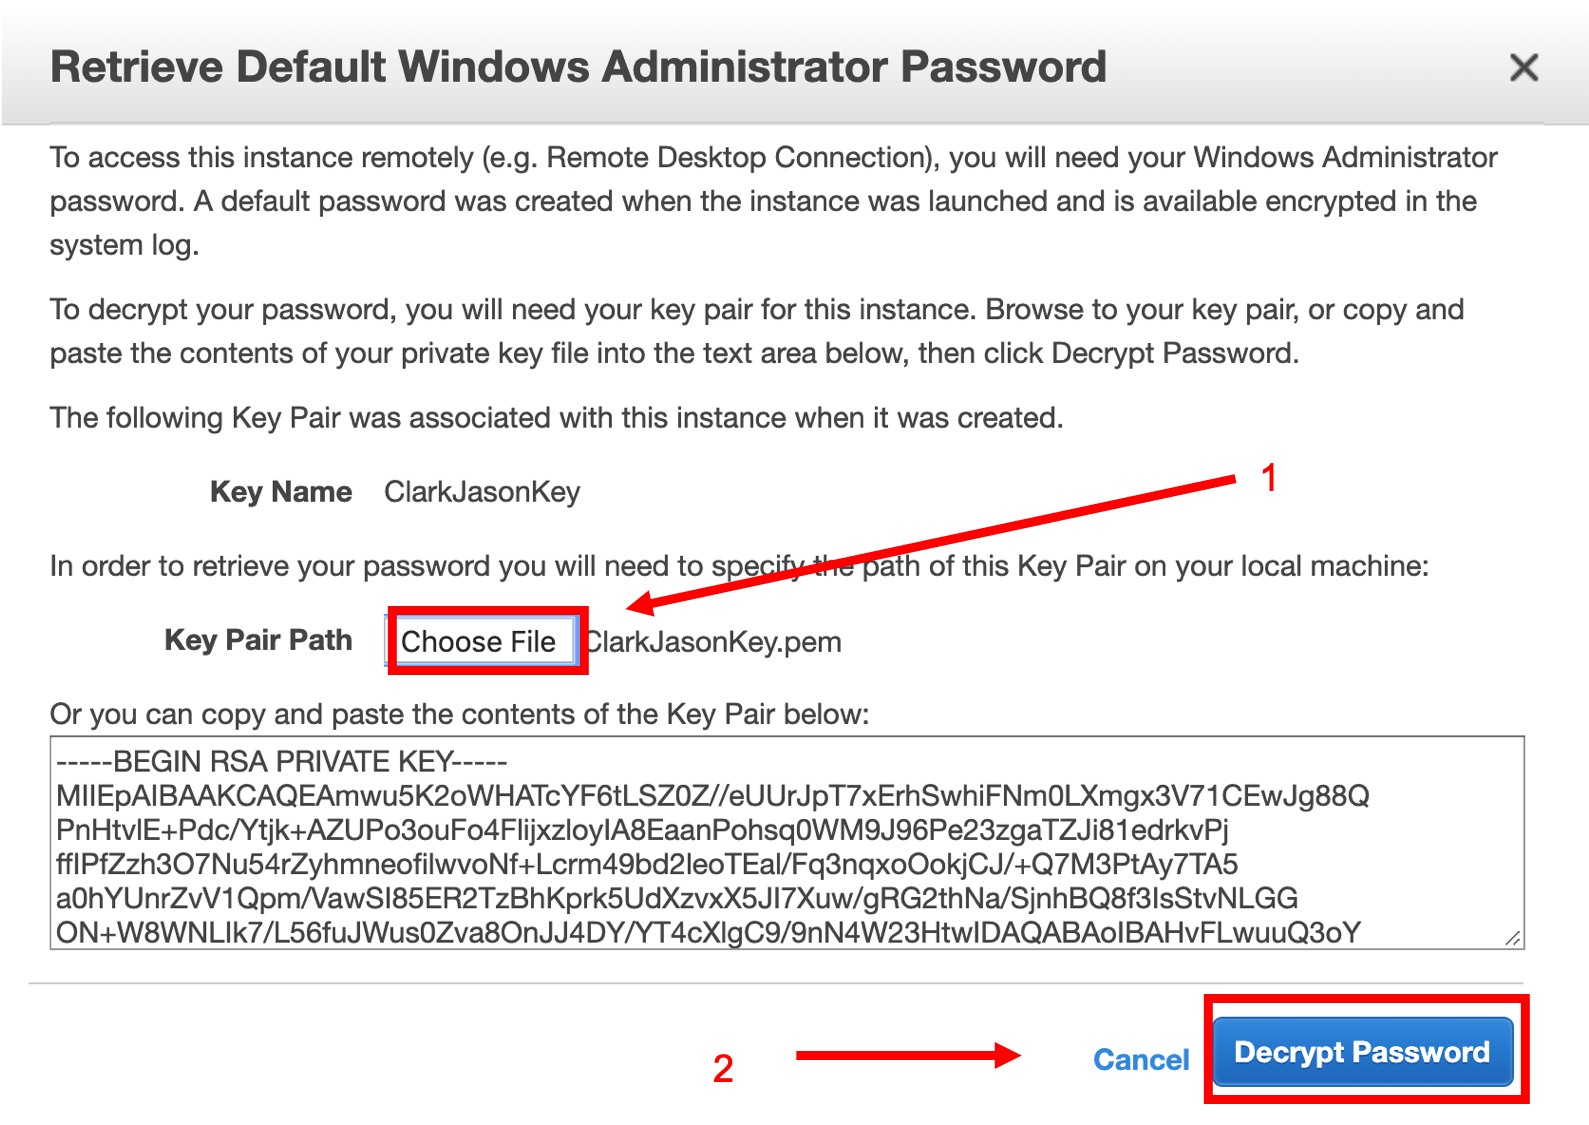 Retrieve Default Windows Administrator Password
To access this instance remotely (e.g. Remote Desktop Connection), you will need your Windows Administrator
password. A default password was created when the instance was launched and is available encrypted in the
system log.
To decrypt your password, you will need your key pair for this instance. Browse to your key pair, or copy and
paste the contents of your private key file into the text area below, then click Decrypt Password.
The following Key Pair was associated with this instance when it was created.
Key Name ClarkJasonKey
1
In order to retrieve your password you will need to specify the path of this Key Pair on your local machine:
Key Pair Path Choose File ClarkJasonKey.pem
Or you can copy and paste the contents of the Key Pair below:
-----BEGIN RSA PRIVATE KEY-----
MIIEpAIBAAKCAQEAmwu5K2oWHATcYF6tLSZ0Z//eUUrJpT7xErhSwhiFNm0LXmgx3V71CEwJg88Q
PnHtvIE+Pdc/Ytjk+AZUPo3ouFo4FlijxzloyIA8EaanPohsq0WM9J96Pe23zgaTZJi81edrkvPj
ffIPfZzh3O7Nu54rZyhmneofilwvoNf+Lcrm49bd2IeoTEal/Fq3nqxoOokjCJ/+Q7M3PtAy7TA5
a0hYUnrZvV1Qpm/VawSI85ER2TzBhKprk5UdXzvxX5JI7Xuw/gRG2thNa/SjnhBQ8f3IsStvNLGG
ON+W8WNLIk7/L56fuJWus0Zva8OnJJ4DY/YT4cXlgC9/9nN4W23HtwIDAQABAoIBAHvFLwuuQ3oY
2
Cancel Decrypt Password